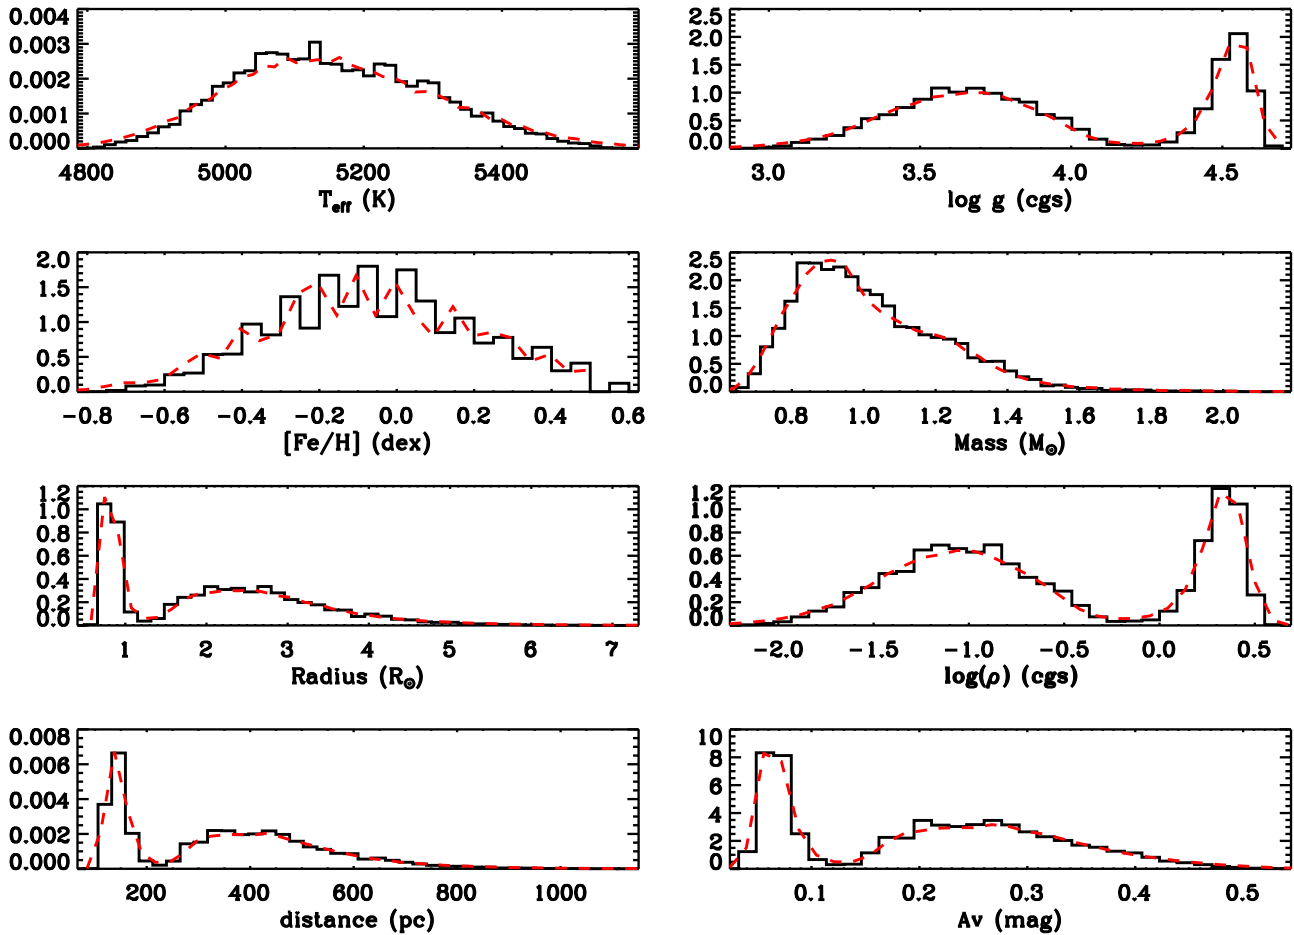 0.004
0.003
0.002
0.001
0.000
4800 5000 5200 5400
T_eff (K)
2.5
2.0
1.5
1.0
0.5
0.0
3.0 3.5 4.0 4.5
log g (cgs)
2.0
1.5
1.0
0.5
0.0
−0.8 −0.6 −0.4 −0.2 0.0 0.2 0.4 0.6
[Fe/H] (dex)
2.5
2.0
1.5
1.0
0.5
0.0
0.8 1.0 1.2 1.4 1.6 1.8 2.0
Mass (M⊙)
1.2
1.0
0.8
0.6
0.4
0.2
0.0
1 2 3 4 5 6 7
Radius (R⊙)
1.2
1.0
0.8
0.6
0.4
0.2
0.0
−2.0 −1.5 −1.0 −0.5 0.0 0.5
log(ρ) (cgs)
0.008
0.006
0.004
0.002
0.000
200 400 600 800 1000
distance (pc)
10
8
6
4
2
0
0.1 0.2 0.3 0.4 0.5
Av (mag)